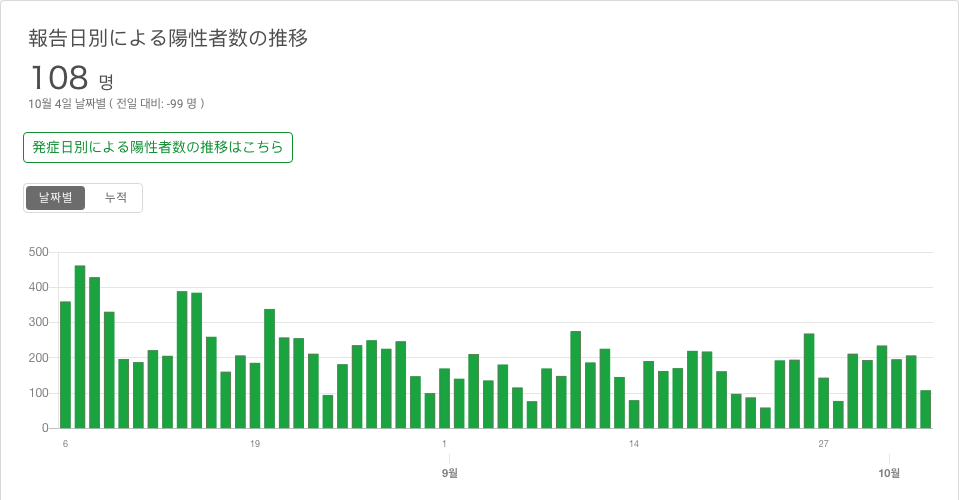 報告日別による陽性者数の推移
108 명
10월 4일 날짜별 ( 전일 대비: -99 명 )
発症日別による陽性者数の推移はこちら
날짜별 누적
500
400
300
200
100
0
6 19 1 14 27
9월 10월